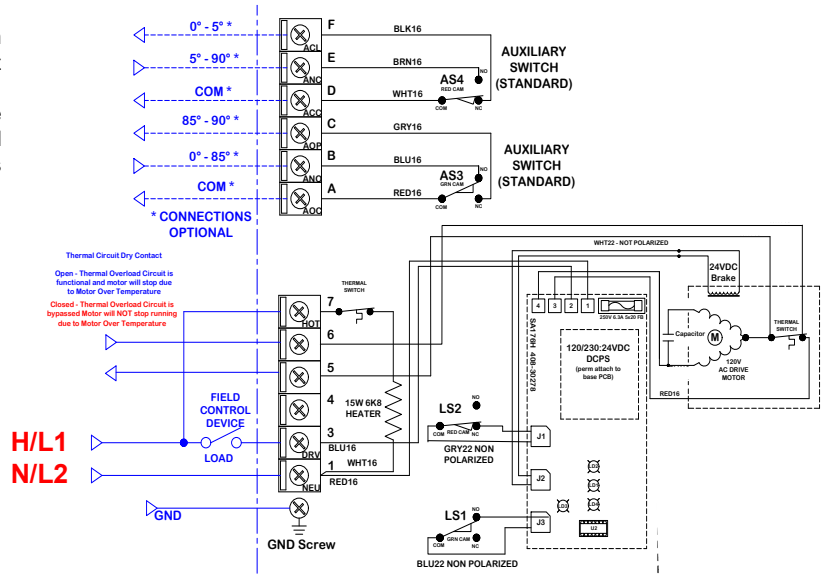 0° - 5° *
F
BLK16
ACL
5° - 90° *
E
BRN16
ANC
NO
AUXILIARY
SWITCH
(STANDARD)
AS4
RED CAM
COM *
D
WHT16
ACC
COM
NC
85° - 90° *
C
GRY16
AOP
0° - 85° *
B
BLU16
NO
AUXILIARY
SWITCH
(STANDARD)
AS3
GRN CAM
COM *
A
RED16
AOC
COM
NC
* CONNECTIONS
OPTIONAL
WHT22 - NOT POLARIZED
Thermal Circuit Dry Contact
Open - Thermal Overload Circuit is
functional and motor will stop due
to Motor Over Temperature
Closed - Thermal Overload Circuit is
bypassed Motor will NOT stop running
due to Motor Over Temperature
24VDC
Brake
7
HOT
THERMAL
SWITCH
6
5
4
3
2
1
250V 6.3A 5x20 FB
SA176H 408-30278
120/230:24VDC
DCPS
(perm attach to
base PCB)
Capacitor
M
THERMAL
SWITCH
120V
AC DRIVE
MOTOR
RED16
4
15W 6K8
HEATER
FIELD
CONTROL
DEVICE
LOAD
H/L1
3
DRV
BLU16
N/L2
1
NEU
WHT16
RED16
GND
GND Screw
LS2
NO
COM
RED CAM
NC
GRY22 NON
POLARIZED
J1
J2
J3
LD2
LD1
LD3
LD4
U2
LS1
NO
COM
GRN CAM
NC
BLU22 NON POLARIZED